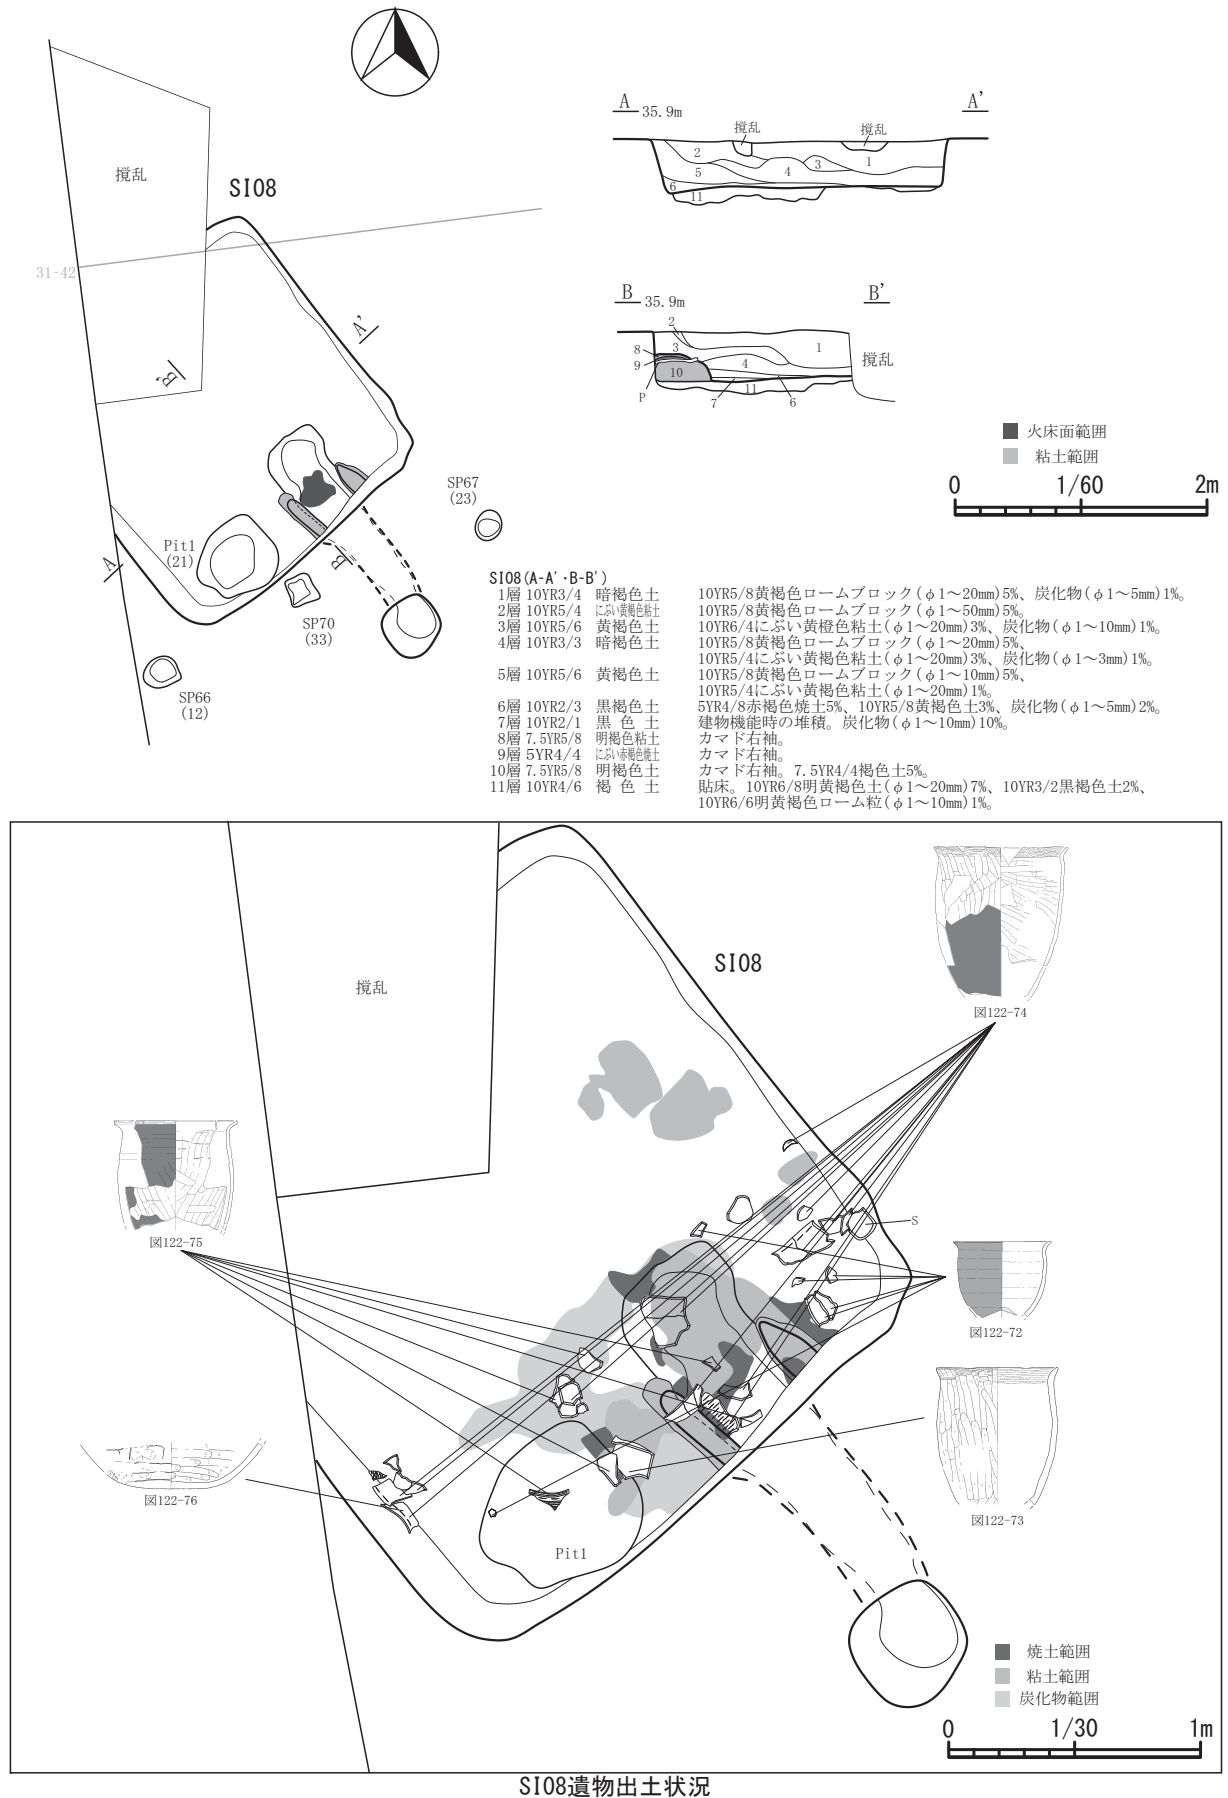 撹乱
SI08
31-42
A'
B'
SP67
(23)
Pit1
(21)
A
B
SP70
(33)
SP66
(12)
A 35.9m A'
撹乱 撹乱
2 5 6 11 4 3 1
B 35.9m B'
2
8 3 1
9 4 撹乱
10
P 7 11 6
火床面範囲
粘土範囲
0 1/60 2m
SI08(A-A'・B-B')
1層 10YR3/4 暗褐色土 10YR5/8黄褐色ロームブロック(φ1～20mm)5%、炭化物(φ1～5mm)1%。
2層 10YR5/4 にぶい黄褐色粘土 10YR5/8黄褐色ロームブロック(φ1～50mm)5%。
3層 10YR5/6 黄褐色土 10YR6/4にぶい黄橙色粘土(φ1～20mm)3%、炭化物(φ1～10mm)1%。
4層 10YR3/3 暗褐色土 10YR5/8黄褐色ロームブロック(φ1～20mm)5%、
10YR5/4にぶい黄褐色粘土(φ1～20mm)3%、炭化物(φ1～3mm)1%。
5層 10YR5/6 黄褐色土 10YR5/8黄褐色ロームブロック(φ1～10mm)5%、
10YR5/4にぶい黄褐色粘土(φ1～20mm)1%。
6層 10YR2/3 黒褐色土 5YR4/8赤褐色焼土5%、10YR5/8黄褐色土3%、炭化物(φ1～5mm)2%。
7層 10YR2/1 黒色土 建物機能時の堆積。炭化物(φ1～10mm)10%。
8層 7.5YR5/8 明褐色粘土 カマド右袖。
9層 5YR4/4 にぶい赤褐色焼土 カマド右袖。
10層 7.5YR5/8 明褐色土 カマド右袖。7.5YR4/4褐色土5%。
11層 10YR4/6 褐色土 貼床。10YR6/8明黄褐色土(φ1～20mm)7%、10YR3/2黒褐色土2%、
10YR6/6明黄褐色ローム粒(φ1～10mm)1%。
SI08
撹乱
図122-74
図122-75
S
図122-72
図122-76
図122-73
Pit1
焼土範囲
粘土範囲
炭化物範囲
0 1/30 1m
SI08遺物出土状況